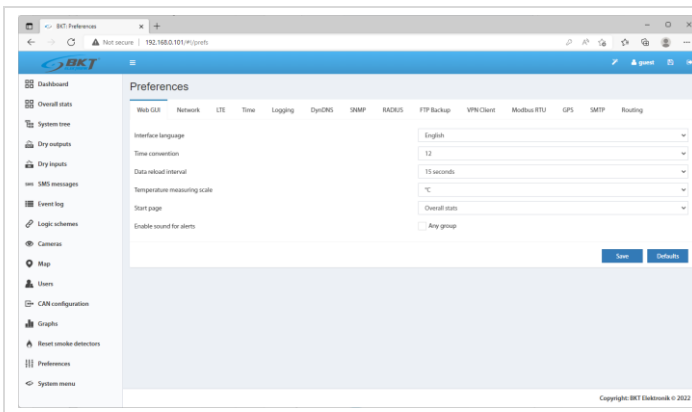 BKT: Preferences
Not secure | 192.168.0.101/#!/prefs
BKT
guest
Dashboard
Overall stats
System tree
Dry outputs
Dry inputs
SMS messages
Event log
Logic schemes
Cameras
Map
Users
CAN configuration
Graphs
Reset smoke detectors
Preferences
System menu
Preferences
Web GUI Network LTE Time Logging DynDNS SNMP RADIUS FTP Backup VPN Client Modbus RTU GPS SMTP Routing
Interface language English
Time convention 12
Data reload interval 15 seconds
Temperature measuring scale °C
Start page Overall stats
Enable sound for alerts Any group
Save Defaults
Copyright: BKT Elektronik © 2022